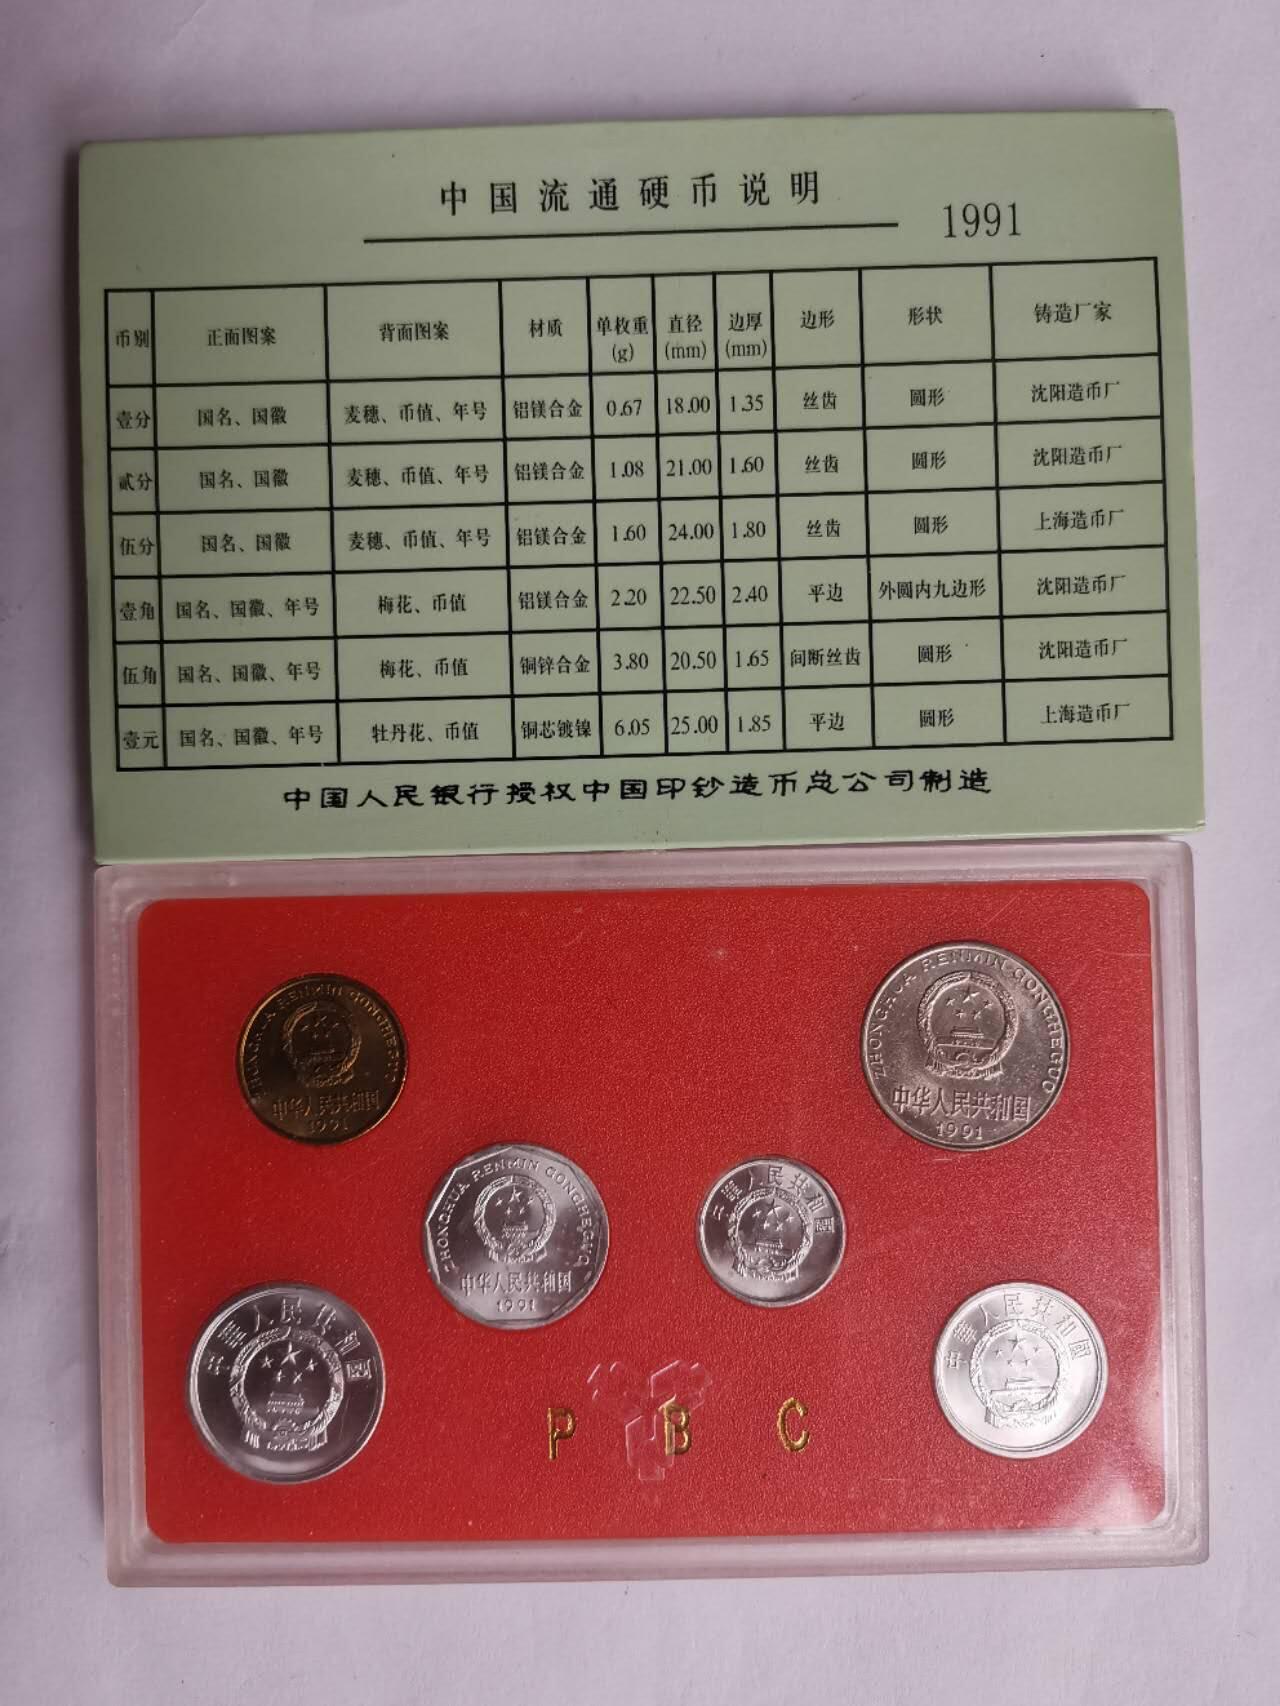 中国流通硬币说明
1991
币别 正面图案 背面图案 材质 单枚重(g) 直径(mm) 边厚(mm) 边形 形状 铸造厂家
壹分 国名、国徽 麦穗、币值、年号 铝镁合金 0.67 18.00 1.35 丝齿 圆形 沈阳造币厂
贰分 国名、国徽 麦穗、币值、年号 铝镁合金 1.08 21.00 1.60 丝齿 圆形 沈阳造币厂
伍分 国名、国徽 麦穗、币值、年号 铝镁合金 1.60 24.00 1.80 丝齿 圆形 上海造币厂
壹角 国名、国徽、年号 梅花、币值 铝镁合金 2.20 22.50 2.40 平边 外圆内九边形 沈阳造币厂
伍角 国名、国徽、年号 梅花、币值 铜锌合金 3.80 20.50 1.65 间断丝齿 圆形 沈阳造币厂
壹元 国名、国徽、年号 牡丹花、币值 铜芯镀镍 6.05 25.00 1.85 平边 圆形 上海造币厂
中国人民银行授权中国印钞造币总公司制造
ZHONGHUA RENMIN GONGHEGUO
中华人民共和国
1991
ZHONGHUA RENMIN GONGHEGUO
中华人民共和国
1991
ZHONGHUA RENMIN GONGHEGUO
中华人民共和国
1991
中華人民共和國
中華人民共和國
中華人民共和國
P B C